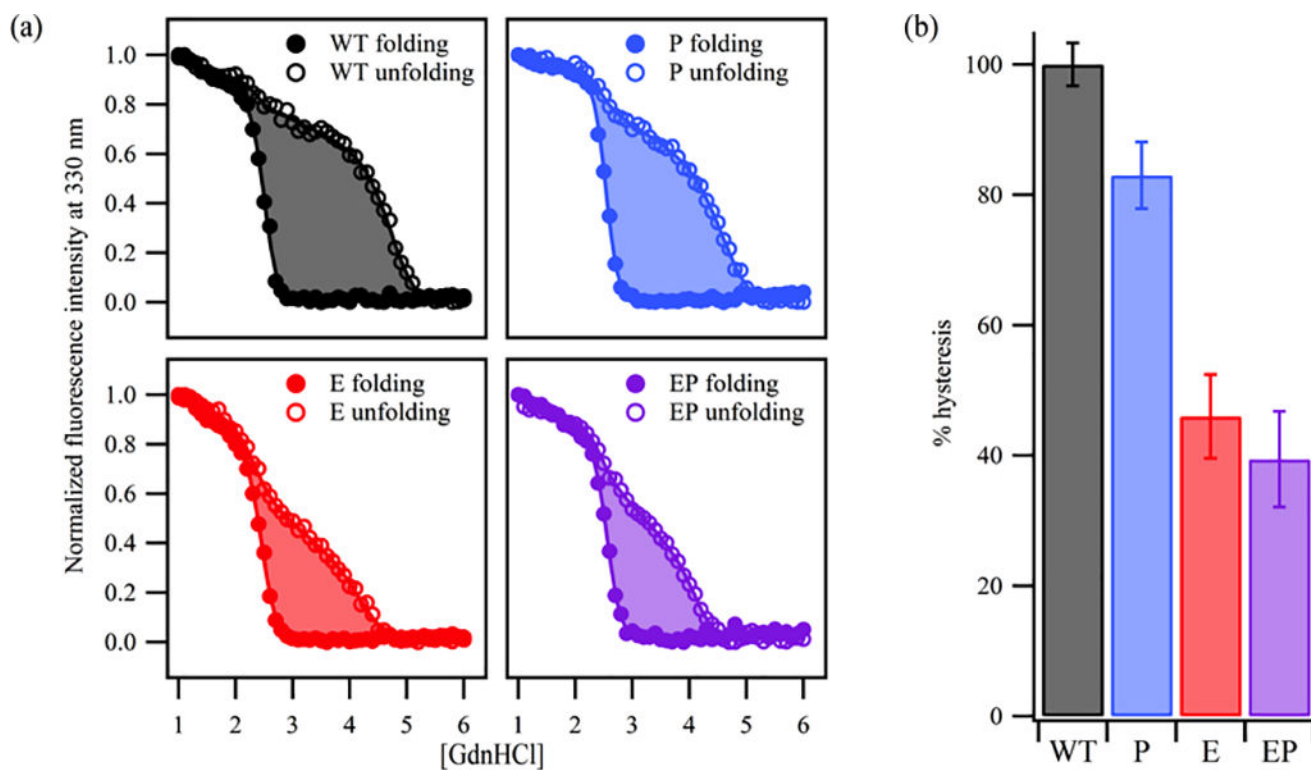 (a)
Normalized fluorescence intensity at 330 nm
1.0
0.8
0.6
0.4
0.2
0.0
WT folding
WT unfolding
P folding
P unfolding
1.0
0.8
0.6
0.4
0.2
0.0
E folding
E unfolding
EP folding
EP unfolding
1 2 3 4 5 6
1 2 3 4 5 6
[GdnHCl]
(b)
% hysteresis
100
80
60
40
20
0
WT P E EP